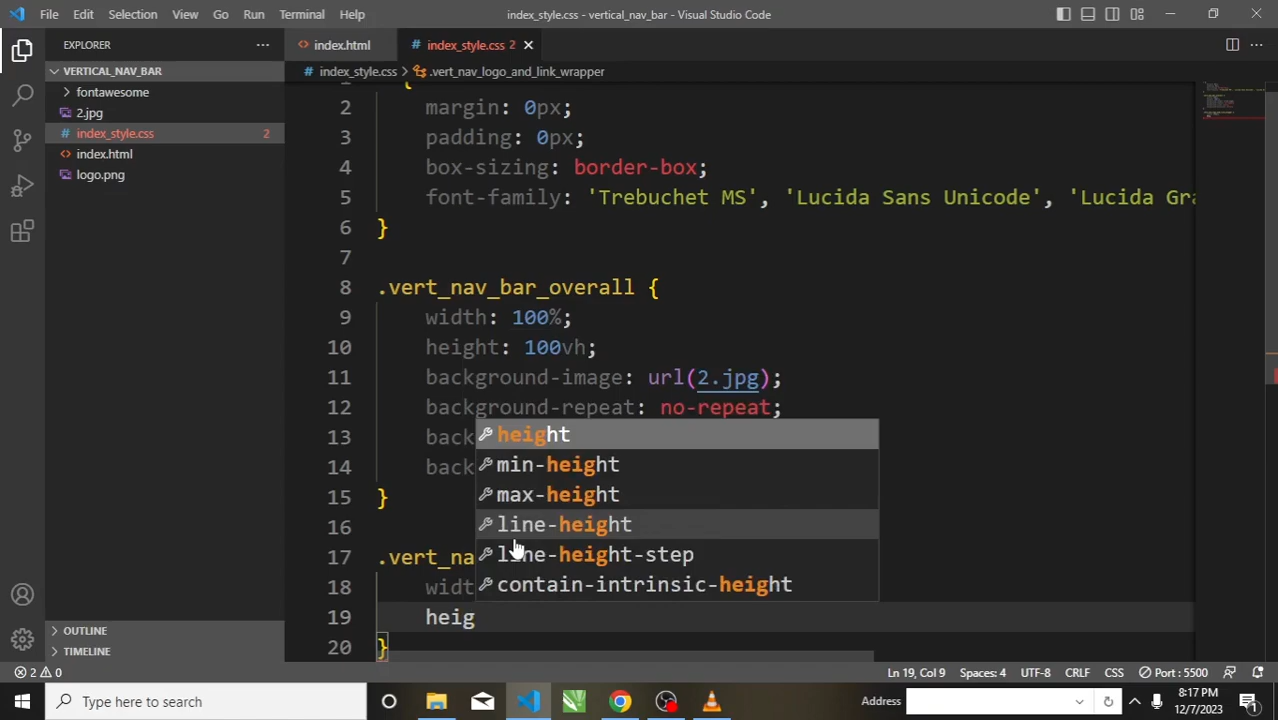 File Edit Selection View Go Run Terminal Help
index_style.css - vertical_nav_bar - Visual Studio Code
EXPLORER
index.html
index_style.css 2
VERTICAL_NAV_BAR
fontawesome
2.jpg
index_style.css 2
index.html
logo.png
index_style.css > .vert_nav_logo_and_link_wrapper
{
2 margin: 0px;
3 padding: 0px;
4 box-sizing: border-box;
5 font-family: 'Trebuchet MS', 'Lucida Sans Unicode', 'Lucida Gra
6 }
7
8 .vert_nav_bar_overall {
9 width: 100%;
10 height: 100vh;
11 background-image: url(2.jpg);
12 background-repeat: no-repeat;
13 back
14 back
15 }
16
17 .vert_na
18 widt
19 heig
20 }
height
min-height
max-height
line-height
line-height-step
contain-intrinsic-height
OUTLINE
TIMELINE
2 0
Ln 19, Col 9 Spaces: 4 UTF-8 CRLF CSS Port : 5500
Type here to search
Address
8:17 PM
12/7/2023
1